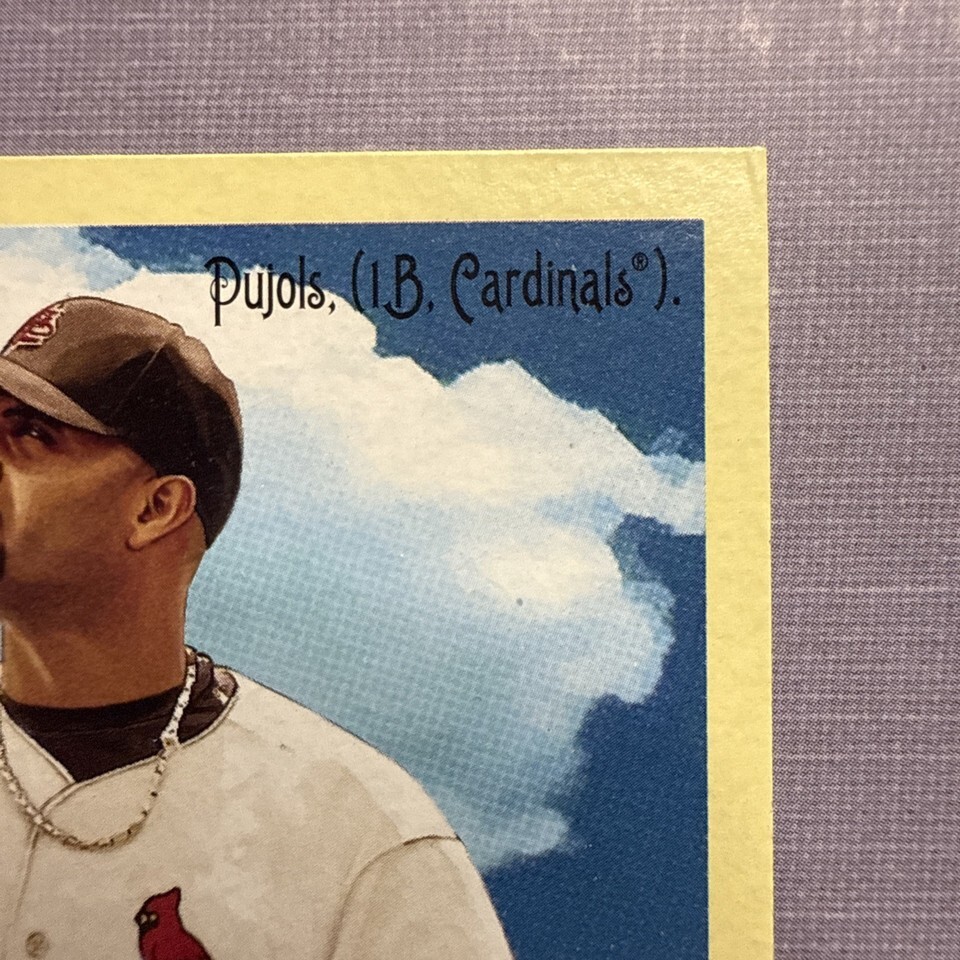 Pujols, (1B, Cardinals®).